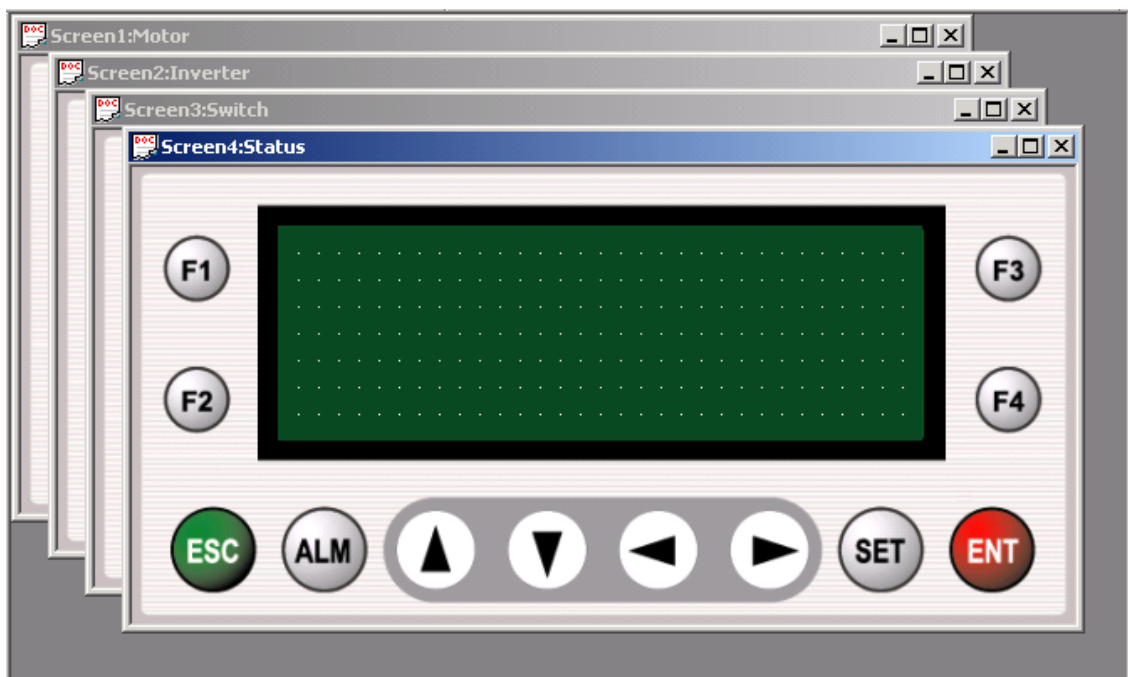 Screen1:Motor
Screen2:Inverter
Screen3:Switch
Screen4:Status
F1
F3
F2
F4
ESC ALM SET ENT